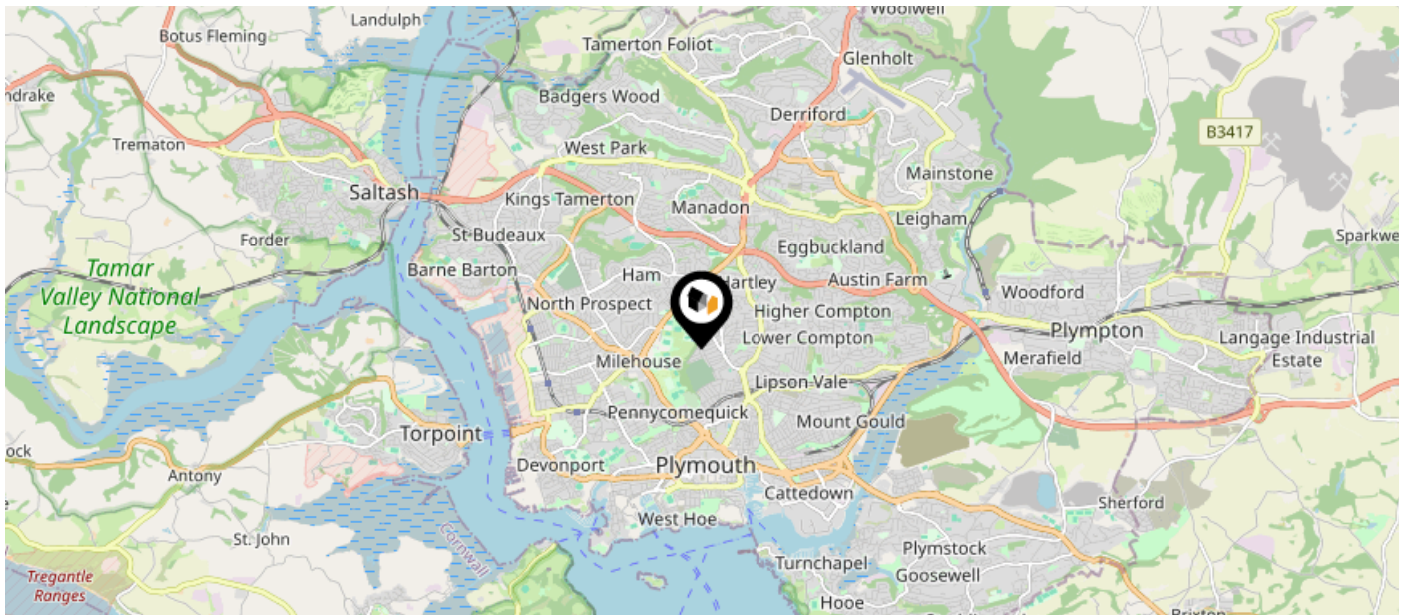 Landulph
Woolwell
Botus Fleming
Tamerton Foliot
Glenholt
Badgers Wood
Derriford
B3417
Trematon
West Park
Mainstone
Saltash
Kings Tamerton
Manadon
Leigham
Forder
St Budeaux
Eggbuckland
Tamar
Valley National
Landscape
Barne Barton
Ham
Hartley
Austin Farm
Woodford
North Prospect
Higher Compton
Plympton
Lower Compton
Langage Industrial
Estate
Milehouse
Merafield
Lipson Vale
Pennycomequick
Mount Gould
Torpoint
Devonport
Plymouth
Antony
Cattedown
Sherford
West Hoe
St. John
Cornwall
Plymstock
Turnchapel
Goosewell
Tregantle
Ranges
Hooe